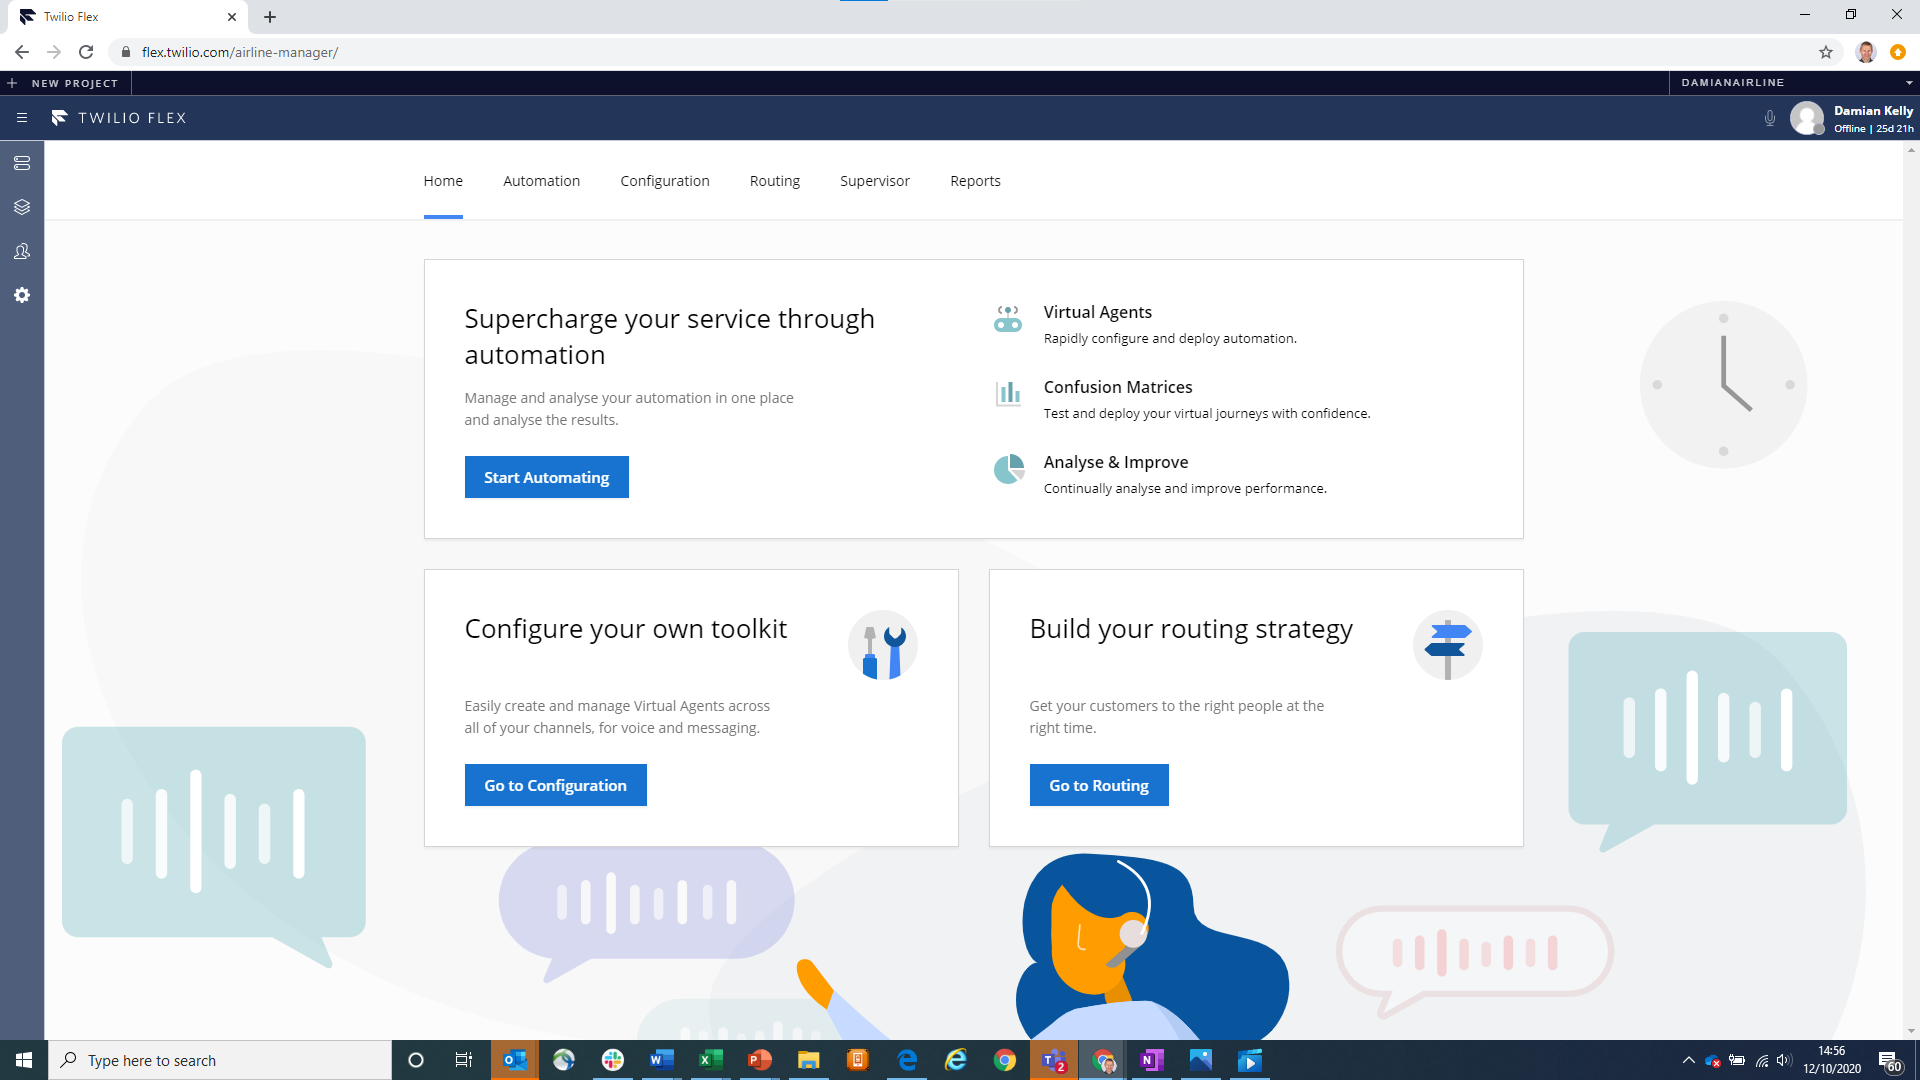 Twilio Flex
flex.twilio.com/airline-manager/
NEW PROJECT
DAMIANAIRLINE
TWILIO FLEX
Damian Kelly
Offline | 25d 21h
Home
Automation
Configuration
Routing
Supervisor
Reports
Supercharge your service through
automation
Manage and analyse your automation in one place
and analyse the results.
Start Automating
Virtual Agents
Rapidly configure and deploy automation.
Confusion Matrices
Test and deploy your virtual journeys with confidence.
Analyse & Improve
Continually analyse and improve performance.
Configure your own toolkit
Easily create and manage Virtual Agents across
all of your channels, for voice and messaging.
Go to Configuration
Build your routing strategy
Get your customers to the right people at the
right time.
Go to Routing
Type here to search
2
14:56
12/10/2020
60